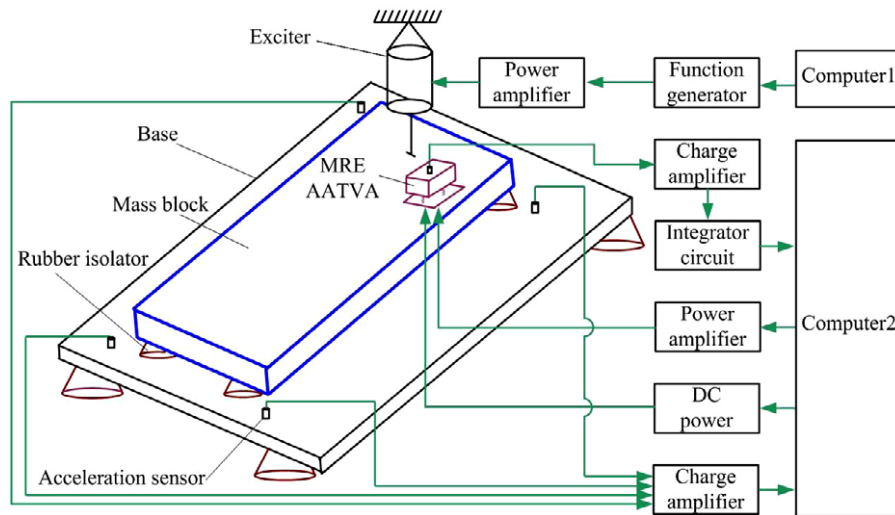 Exciter
Power
amplifier
Function
generator
Computer1
Base
MRE
AATVA
Charge
amplifier
Mass block
Integrator
circuit
Rubber isolator
Power
amplifier
Computer2
DC
power
Acceleration sensor
Charge
amplifier